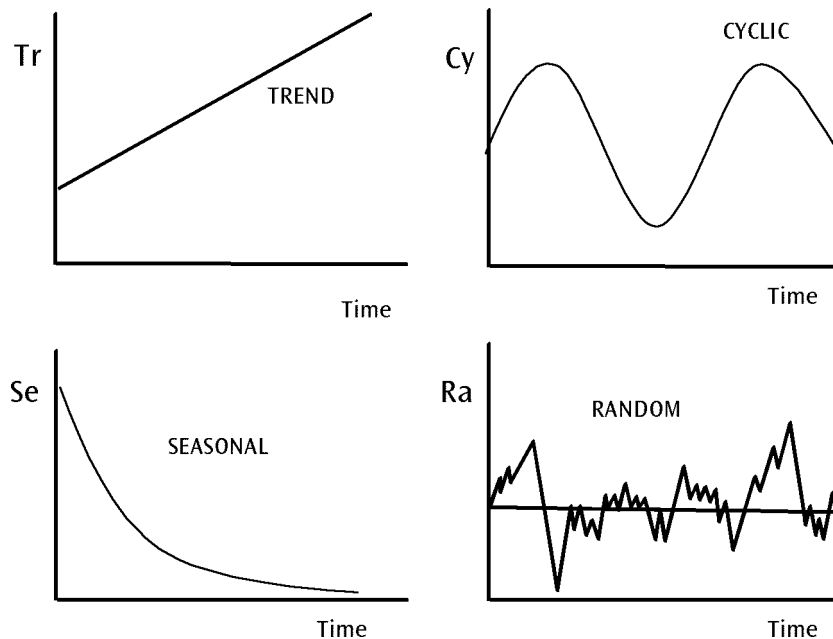 Tr
TREND
Time
Cy
CYCLIC
Time
Se
SEASONAL
Time
Ra
RANDOM
Time